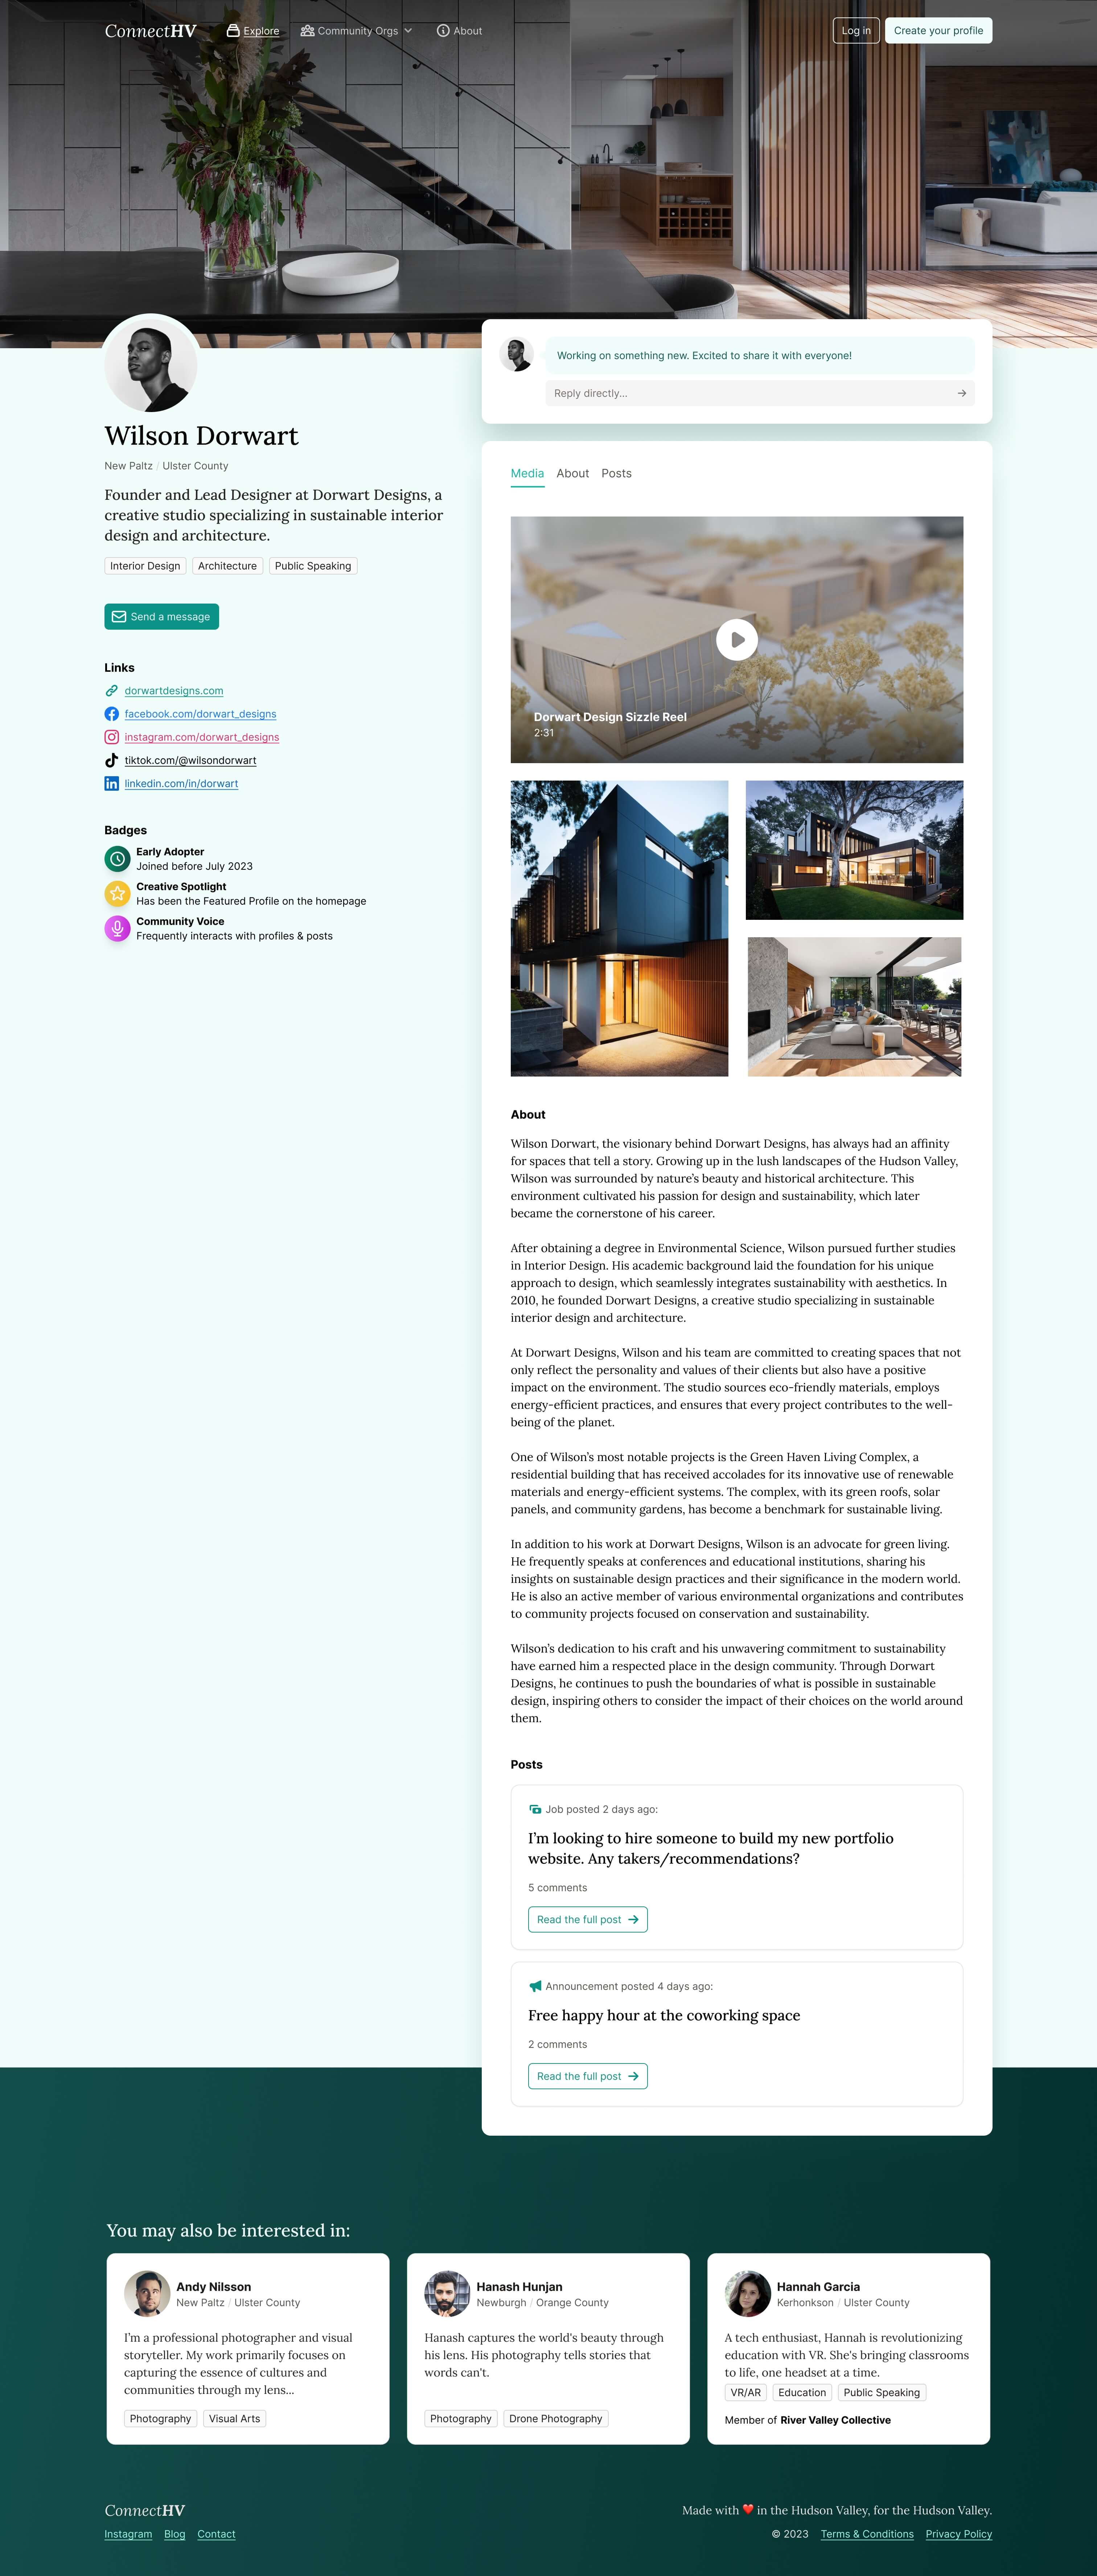 ConnectHV
Explore
Community Orgs
About
Log in
Create your profile
Wilson Dorwart
New Paltz / Ulster County
Founder and Lead Designer at Dorwart Designs, a
creative studio specializing in sustainable interior
design and architecture.
Interior Design
Architecture
Public Speaking
Send a message
Links
dorwartdesigns.com
facebook.com/dorwart_designs
instagram.com/dorwart_designs
tiktok.com/@wilsondorwart
linkedin.com/in/dorwart
Badges
Early Adopter
Joined before July 2023
Creative Spotlight
Has been the Featured Profile on the homepage
Community Voice
Frequently interacts with profiles & posts
Working on something new. Excited to share it with everyone!
Reply directly...
Media
About
Posts
Dorwart Design Sizzle Reel
2:31
About
Wilson Dorwart, the visionary behind Dorwart Designs, has always had an affinity
for spaces that tell a story. Growing up in the lush landscapes of the Hudson Valley,
Wilson was surrounded by nature’s beauty and historical architecture. This
environment cultivated his passion for design and sustainability, which later
became the cornerstone of his career.
After obtaining a degree in Environmental Science, Wilson pursued further studies
in Interior Design. His academic background laid the foundation for his unique
approach to design, which seamlessly integrates sustainability with aesthetics. In
2010, he founded Dorwart Designs, a creative studio specializing in sustainable
interior design and architecture.
At Dorwart Designs, Wilson and his team are committed to creating spaces that not
only reflect the personality and values of their clients but also have a positive
impact on the environment. The studio sources eco-friendly materials, employs
energy-efficient practices, and ensures that every project contributes to the well-
being of the planet.
One of Wilson’s most notable projects is the Green Haven Living Complex, a
residential building that has received accolades for its innovative use of renewable
materials and energy-efficient systems. The complex, with its green roofs, solar
panels, and community gardens, has become a benchmark for sustainable living.
In addition to his work at Dorwart Designs, Wilson is an advocate for green living.
He frequently speaks at conferences and educational institutions, sharing his
insights on sustainable design practices and their significance in the modern world.
He is also an active member of various environmental organizations and contributes
to community projects focused on conservation and sustainability.
Wilson’s dedication to his craft and his unwavering commitment to sustainability
have earned him a respected place in the design community. Through Dorwart
Designs, he continues to push the boundaries of what is possible in sustainable
design, inspiring others to consider the impact of their choices on the world around
them.
Posts
Job posted 2 days ago:
I’m looking to hire someone to build my new portfolio
website. Any takers/recommendations?
5 comments
Read the full post
Announcement posted 4 days ago:
Free happy hour at the coworking space
2 comments
Read the full post
You may also be interested in:
Andy Nilsson
New Paltz / Ulster County
I’m a professional photographer and visual
storyteller. My work primarily focuses on
capturing the essence of cultures and
communities through my lens...
Photography
Visual Arts
Hanash Hunjan
Newburgh / Orange County
Hanash captures the world's beauty through
his lens. His photography tells stories that
words can't.
Photography
Drone Photography
Hannah Garcia
Kerhonkson / Ulster County
A tech enthusiast, Hannah is revolutionizing
education with VR. She's bringing classrooms
to life, one headset at a time.
VR/AR
Education
Public Speaking
Member of River Valley Collective
ConnectHV
Instagram
Blog
Contact
Made with ❤️ in the Hudson Valley, for the Hudson Valley.
© 2023
Terms & Conditions
Privacy Policy